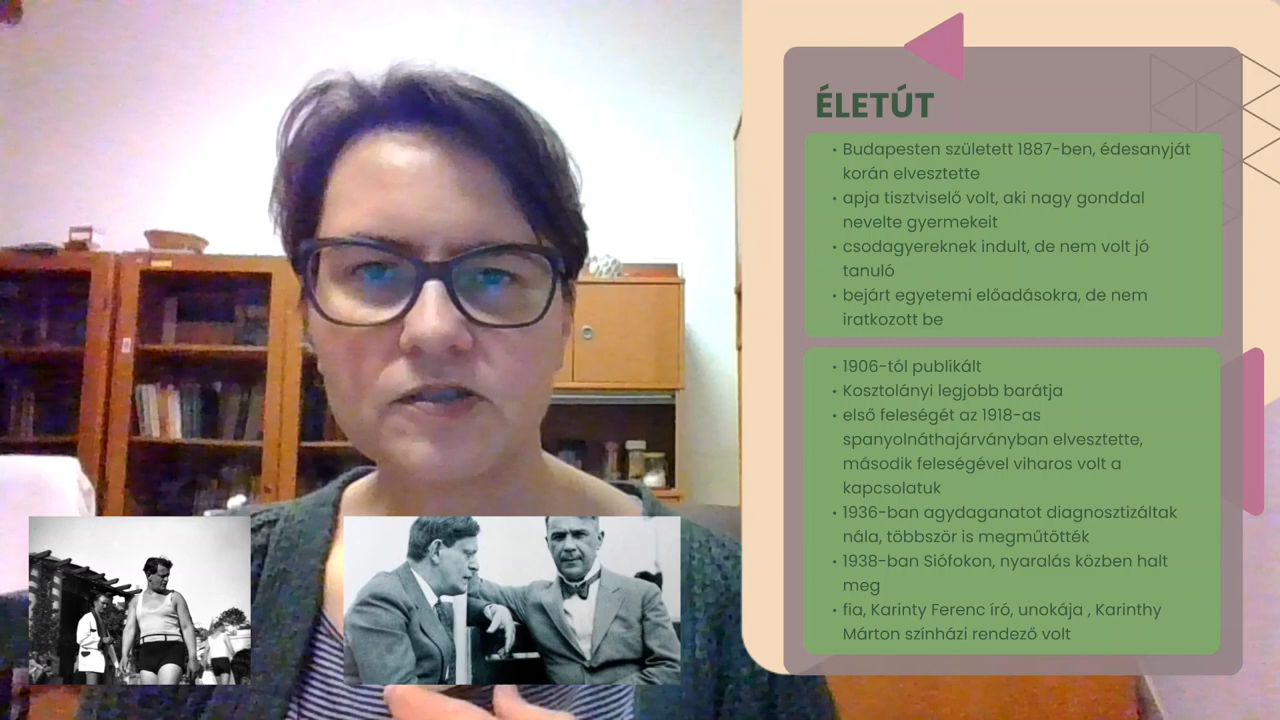 ÉLETÚT
• Budapesten született 1887-ben, édesanyját
korán elvesztette
• apja tisztviselő volt, aki nagy gonddal
nevelte gyermekeit
• csodagyereknek indult, de nem volt jó
tanuló
• bejárt egyetemi előadásokra, de nem
iratkozott be
• 1906-tól publikált
• Kosztolányi legjobb barátja
• első feleségét az 1918-as
spanyolnáthajárványban elvesztette,
második feleségével viharos volt a
kapcsolatuk
• 1936-ban agydaganatot diagnosztizáltak
nála, többször is megműtötték
• 1938-ban Siófokon, nyaralás közben halt
meg
• fia, Karinty Ferenc író, unokája , Karinthy
Márton színházi rendező volt